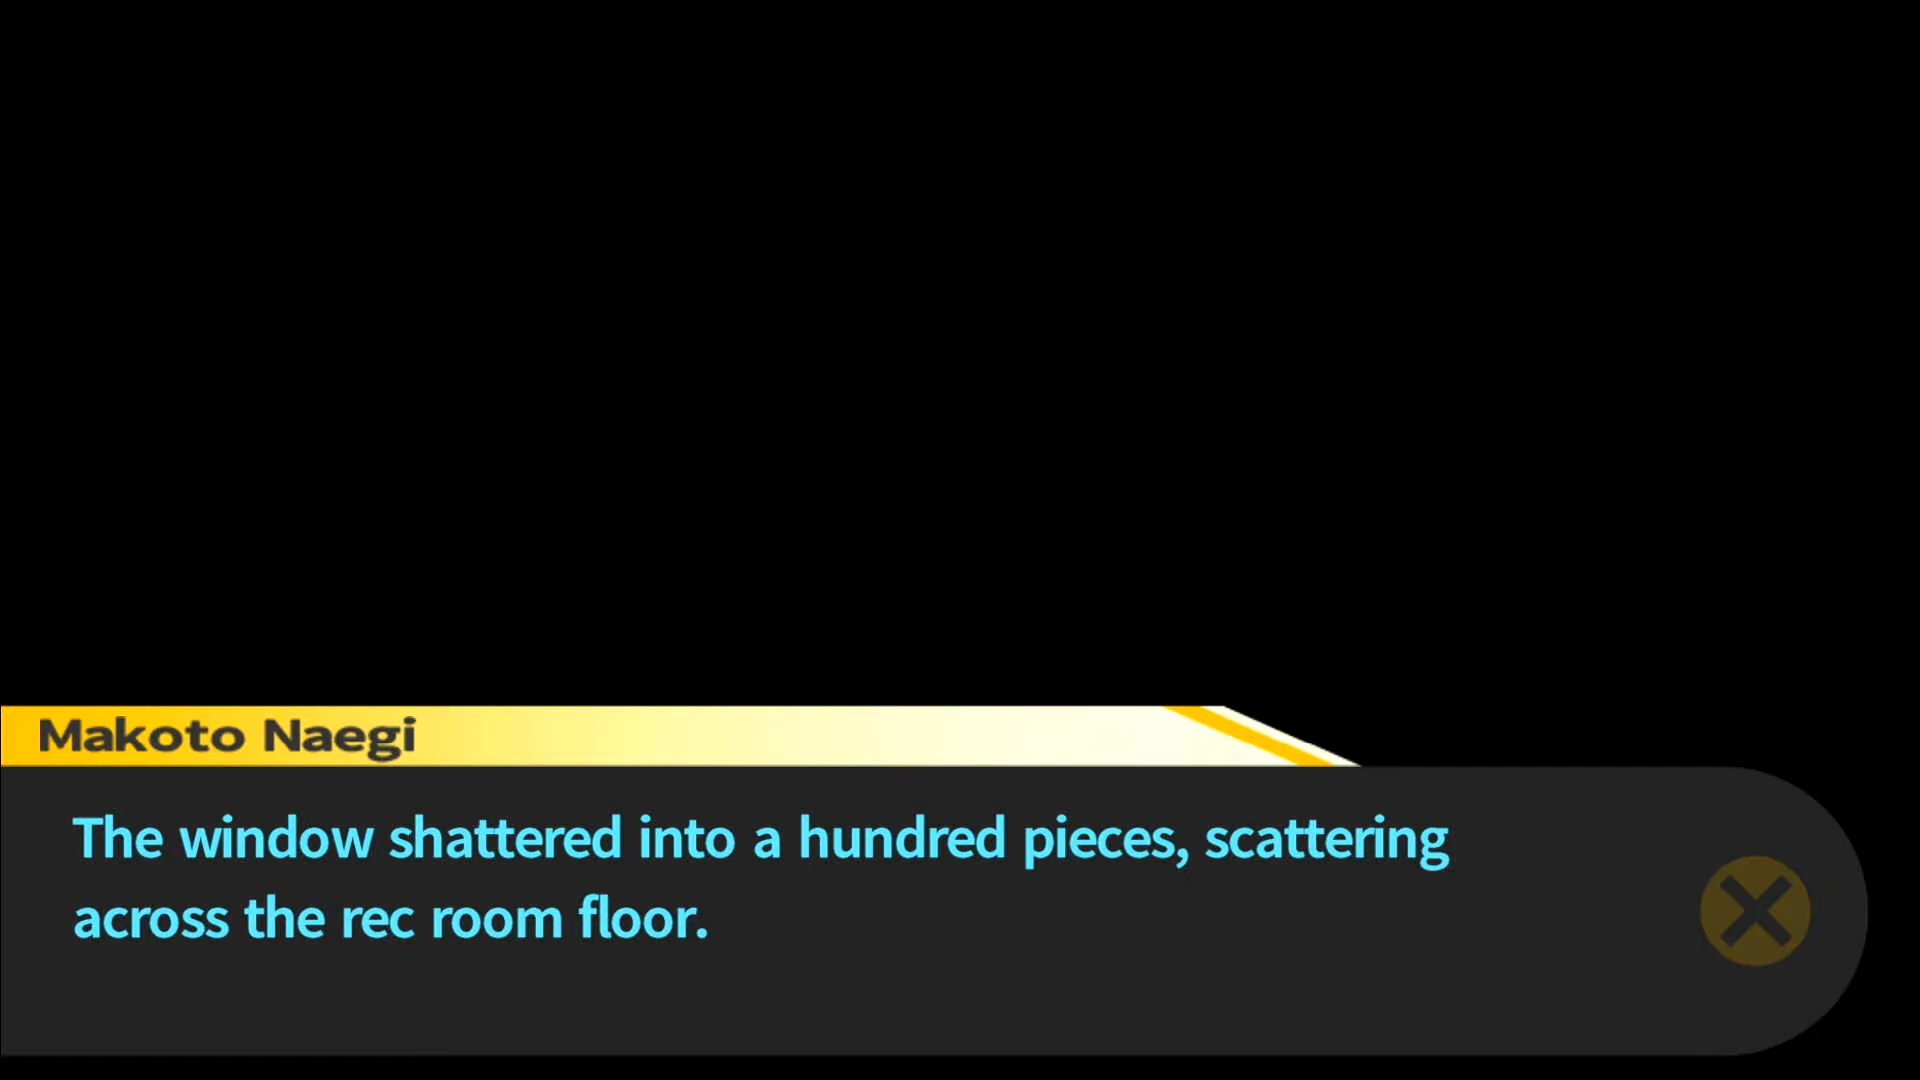 Makoto Naegi
The window shattered into a hundred pieces, scattering
across the rec room floor.